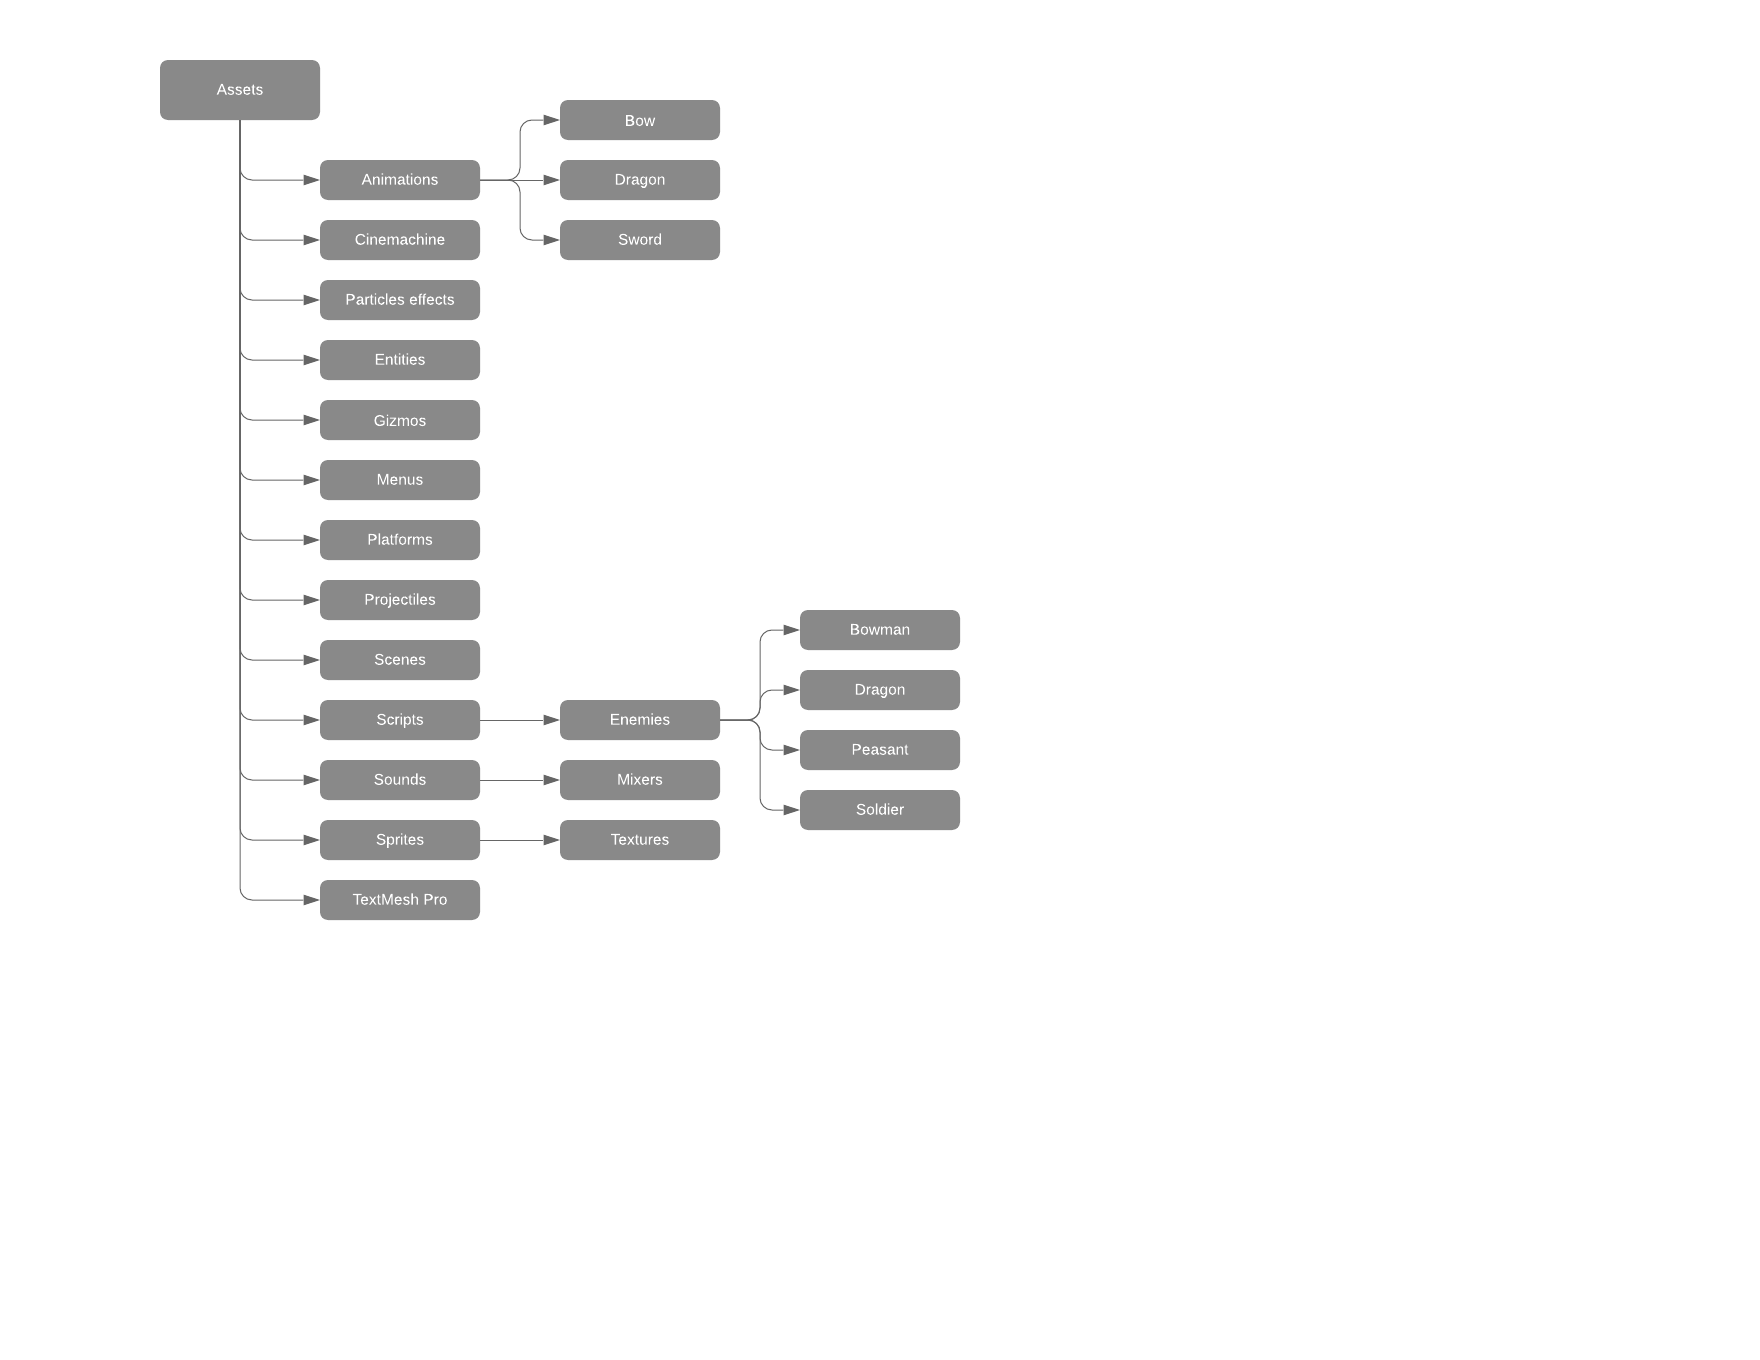 Assets
Animations
Bow
Dragon
Sword
Cinemachine
Particles effects
Entities
Gizmos
Menus
Platforms
Projectiles
Scenes
Scripts
Enemies
Bowman
Dragon
Peasant
Soldier
Sounds
Mixers
Sprites
Textures
TextMesh Pro